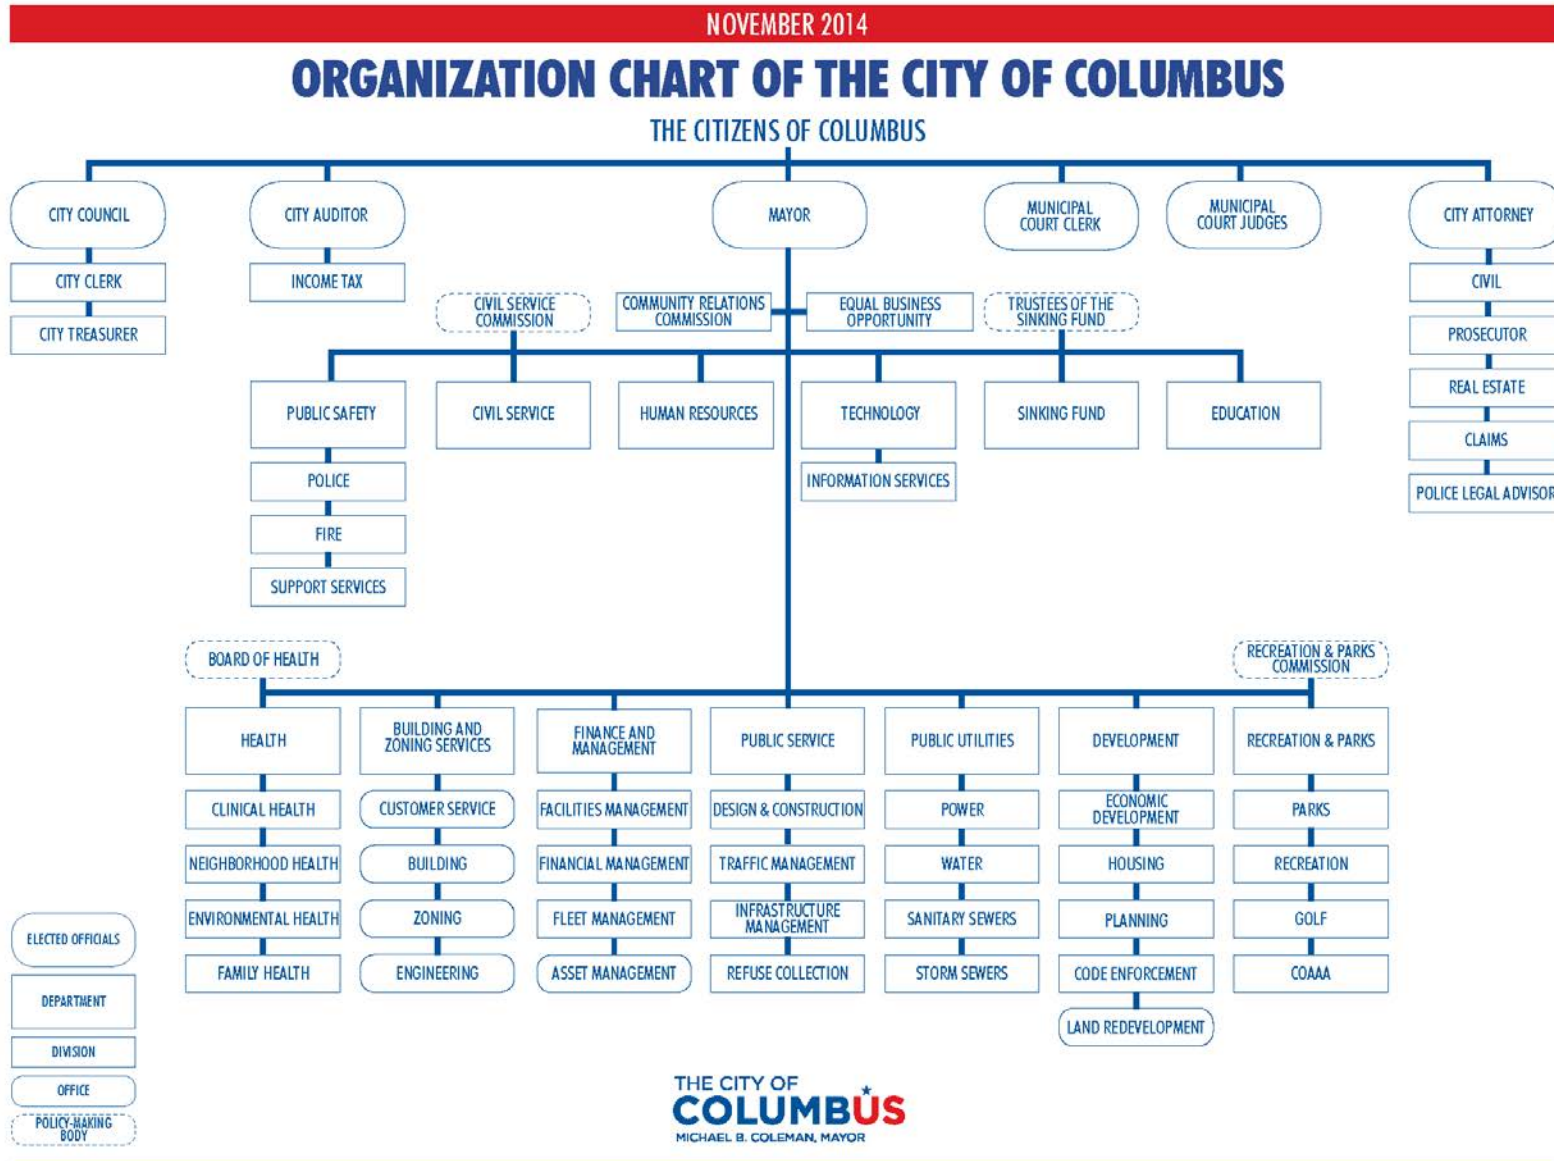 NOVEMBER 2014
ORGANIZATION CHART OF THE CITY OF COLUMBUS
THE CITIZENS OF COLUMBUS
CITY COUNCIL
CITY AUDITOR
MAYOR
MUNICIPAL
COURT CLERK
MUNICIPAL
COURT JUDGES
CITY ATTORNEY
CITY CLERK
CITY TREASURER
INCOME TAX
CIVIL
PROSECUTOR
REAL ESTATE
CLAIMS
POLICE LEGAL ADVISOR
CIVIL SERVICE
COMMISSION
COMMUNITY RELATIONS
COMMISSION
EQUAL BUSINESS
OPPORTUNITY
TRUSTEES OF THE
SINKING FUND
PUBLIC SAFETY
CIVIL SERVICE
HUMAN RESOURCES
TECHNOLOGY
SINKING FUND
EDUCATION
POLICE
FIRE
SUPPORT SERVICES
INFORMATION SERVICES
BOARD OF HEALTH
RECREATION & PARKS
COMMISSION
HEALTH
CLINICAL HEALTH
NEIGHBORHOOD HEALTH
ENVIRONMENTAL HEALTH
FAMILY HEALTH
BUILDING AND
ZONING SERVICES
CUSTOMER SERVICE
BUILDING
ZONING
ENGINEERING
FINANCE AND
MANAGEMENT
FACILITIES MANAGEMENT
FINANCIAL MANAGEMENT
FLEET MANAGEMENT
ASSET MANAGEMENT
PUBLIC SERVICE
DESIGN & CONSTRUCTION
TRAFFIC MANAGEMENT
INFRASTRUCTURE
MANAGEMENT
REFUSE COLLECTION
PUBLIC UTILITIES
POWER
WATER
SANITARY SEWERS
STORM SEWERS
DEVELOPMENT
ECONOMIC
DEVELOPMENT
HOUSING
PLANNING
CODE ENFORCEMENT
LAND REDEVELOPMENT
RECREATION & PARKS
PARKS
RECREATION
GOLF
COAAA
ELECTED OFFICIALS
DEPARTMENT
DIVISION
OFFICE
POLICY-MAKING
BODY
THE CITY OF
COLUMBUS
MICHAEL B. COLEMAN, MAYOR